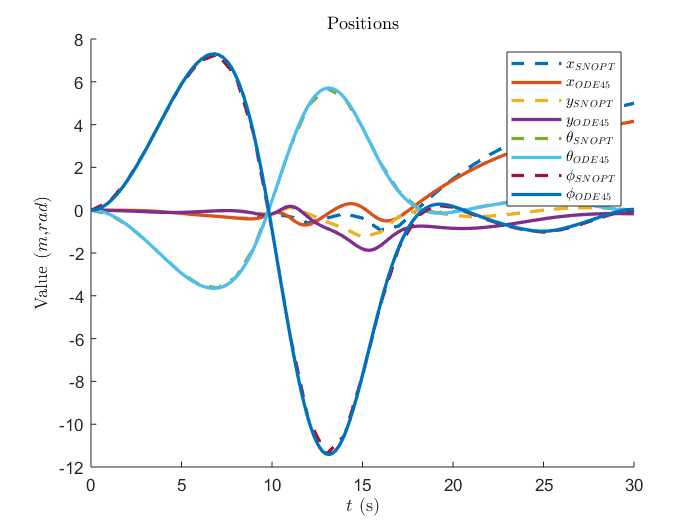 Positions
8
6
4
2
0
-2
-4
-6
-8
-10
-12
Value (m,rad)
0 5 10 15 20 25 30
t (s)
x_SNOPT
x_ODE45
y_SNOPT
y_ODE45
θ_SNOPT
θ_ODE45
ϕ_SNOPT
ϕ_ODE45